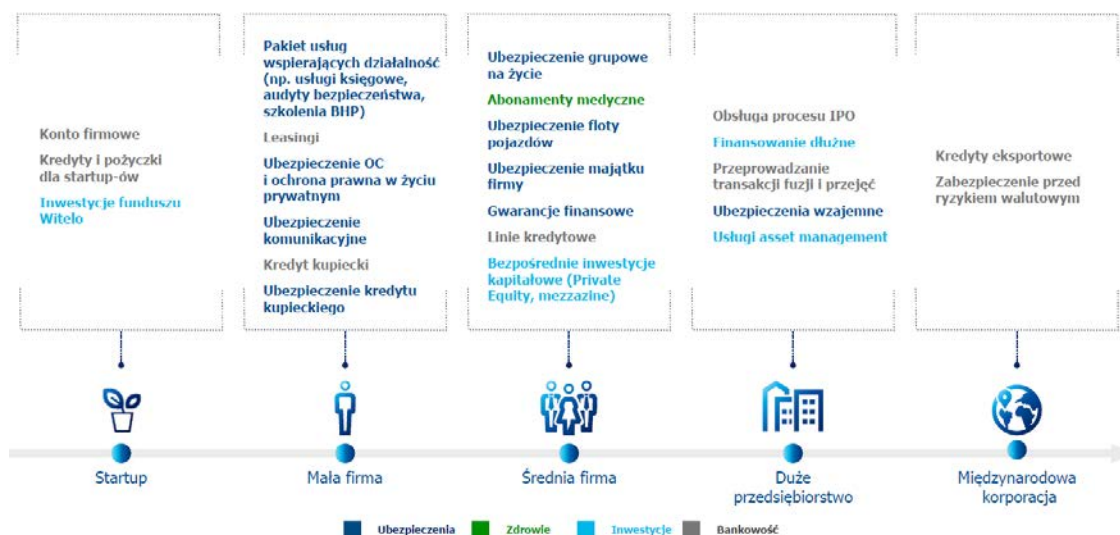 Konto firmowe
Kredyty i pożyczki
dla startup-ów
Inwestycje funduszu
Witelo
Pakiet usług
wspierających działalność
(np. usługi księgowe,
audyty bezpieczeństwa,
szkolenia BHP)
Leasingi
Ubezpieczenie OC
i ochrona prawna w życiu
prywatnym
Ubezpieczenie
komunikacyjne
Kredyt kupiecki
Ubezpieczenie kredytu
kupieckiego
Ubezpieczenie grupowe
na życie
Abonamenty medyczne
Ubezpieczenie floty
pojazdów
Ubezpieczenie majątku
firmy
Gwarancje finansowe
Linie kredytowe
Bezpośrednie inwestycje
kapitałowe (Private
Equity, mezzazine)
Obsługa procesu IPO
Finansowanie dłużne
Przeprowadzanie
transakcji fuzji i przejęć
Ubezpieczenia wzajemne
Usługi asset management
Kredyty eksportowe
Zabezpieczenie przed
ryzykiem walutowym
Startup
Mała firma
Średnia firma
Duże
przedsiębiorstwo
Międzynarodowa
korporacja
Ubezpieczenia
Zdrowie
Inwestycje
Bankowość